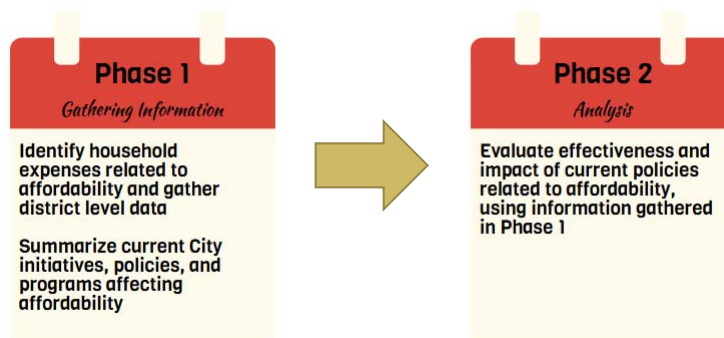 Phase 1
Gathering Information
Identify household
expenses related to
affordability and gather
district level data
Summarize current City
initiatives, policies, and
programs affecting
affordability
Phase 2
Analysis
Evaluate effectiveness and
impact of current policies
related to affordability,
using information gathered
in Phase 1